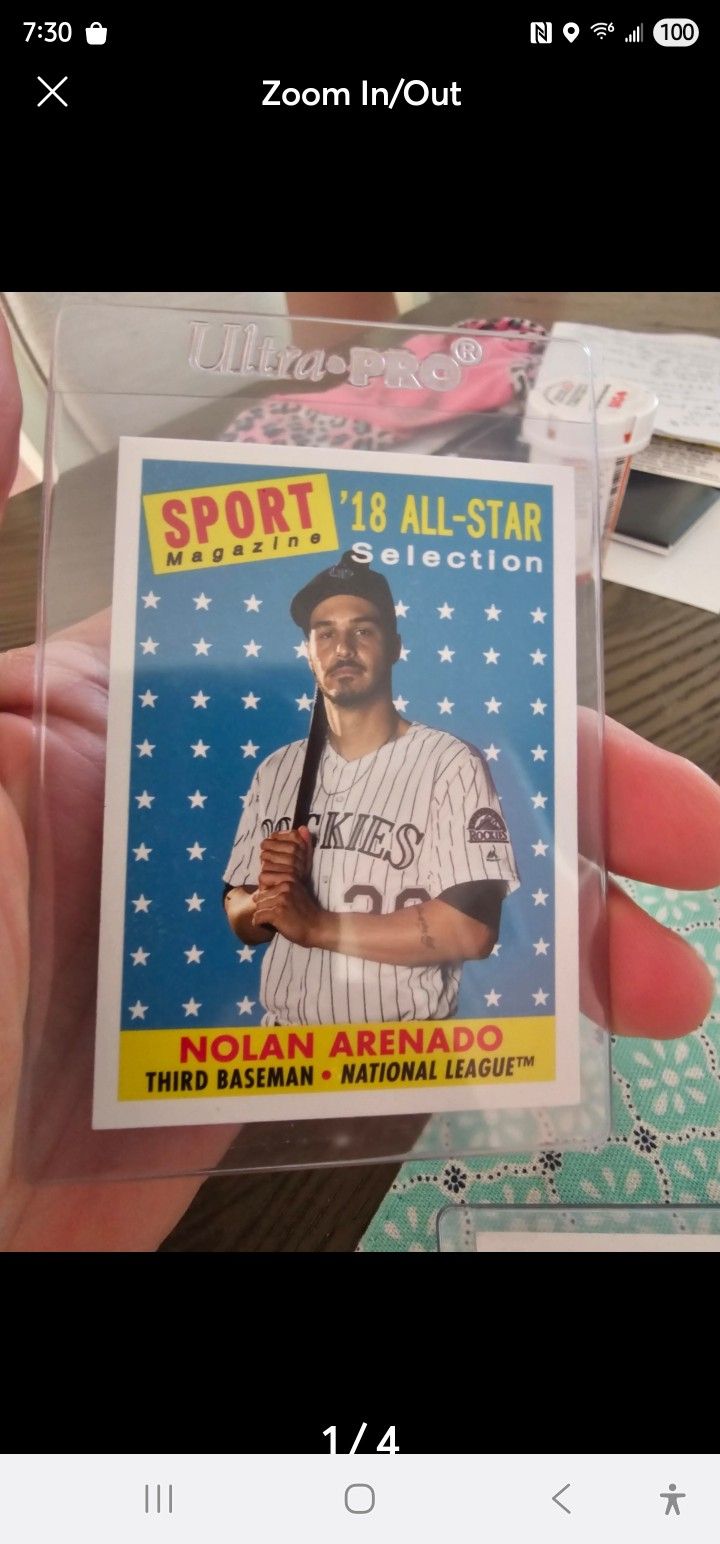 7:30
100
Zoom In/Out
Ultra•PRO®
SPORT
Magazine
'18 ALL-STAR
Selection
ROCKIES
ROCKIES
NOLAN ARENADO
THIRD BASEMAN • NATIONAL LEAGUE™
1/4